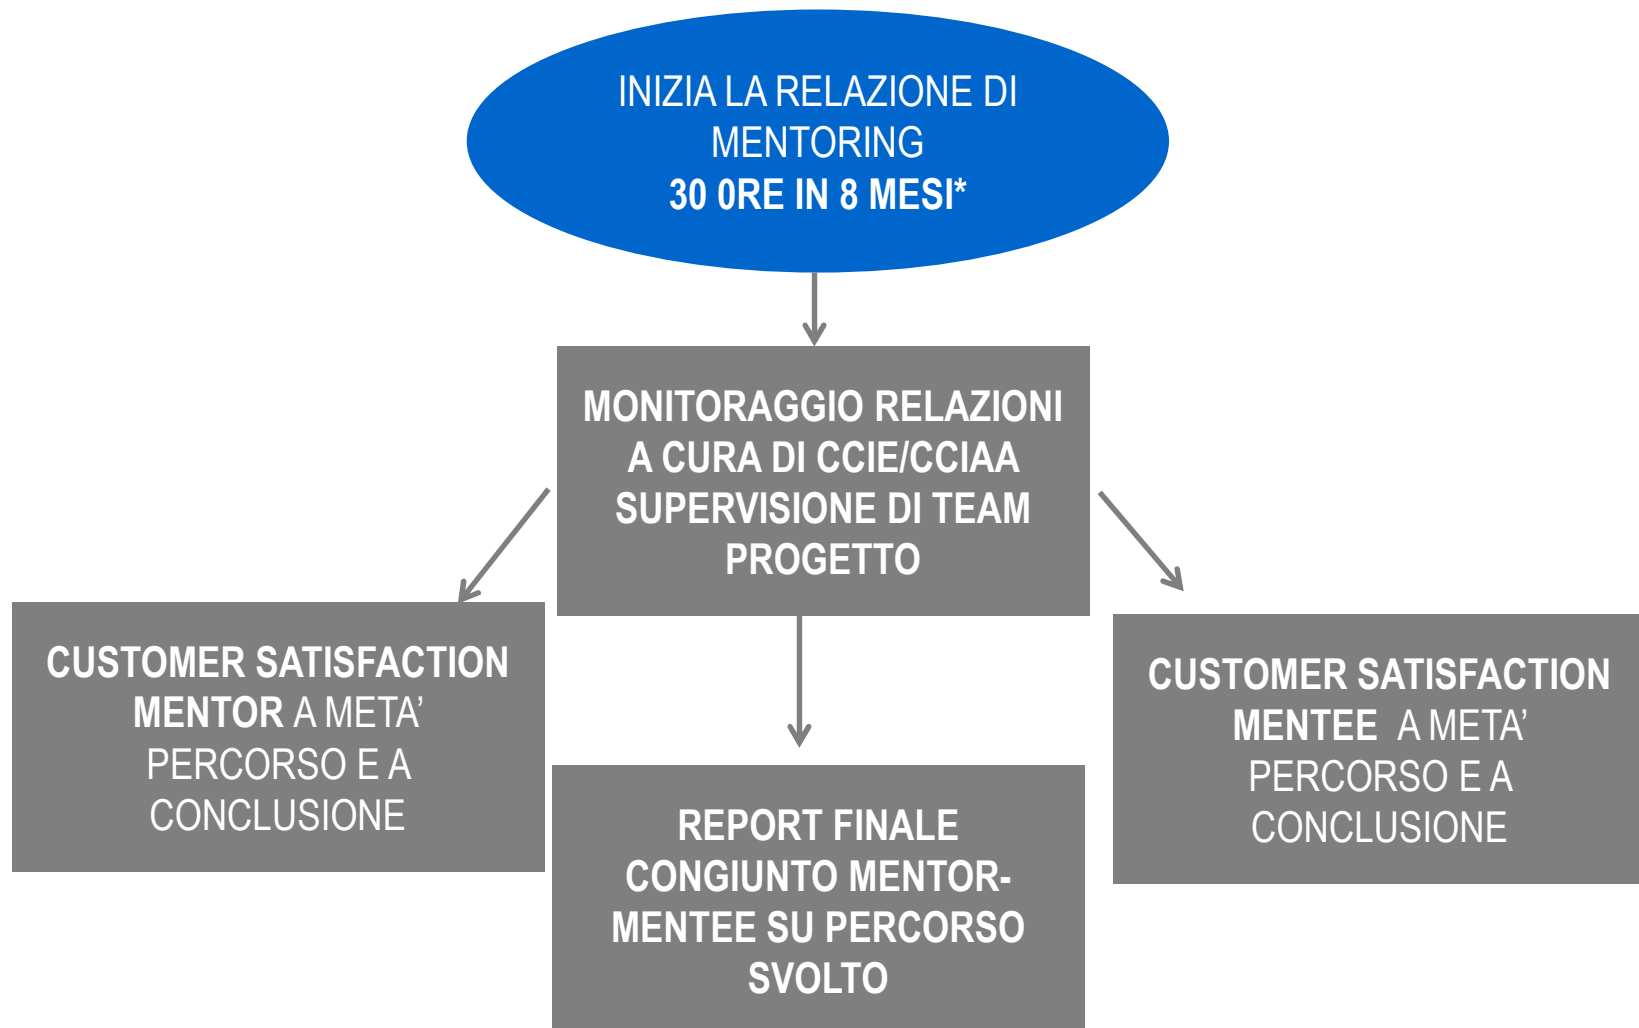 INIZIA LA RELAZIONE DI
MENTORING
30 0RE IN 8 MESI*
MONITORAGGIO RELAZIONI
A CURA DI CCIE/CCIAA
SUPERVISIONE DI TEAM
PROGETTO
CUSTOMER SATISFACTION
MENTOR A META’
PERCORSO E A
CONCLUSIONE
REPORT FINALE
CONGIUNTO MENTOR-
MENTEE SU PERCORSO
SVOLTO
CUSTOMER SATISFACTION
MENTEE A META’
PERCORSO E A
CONCLUSIONE